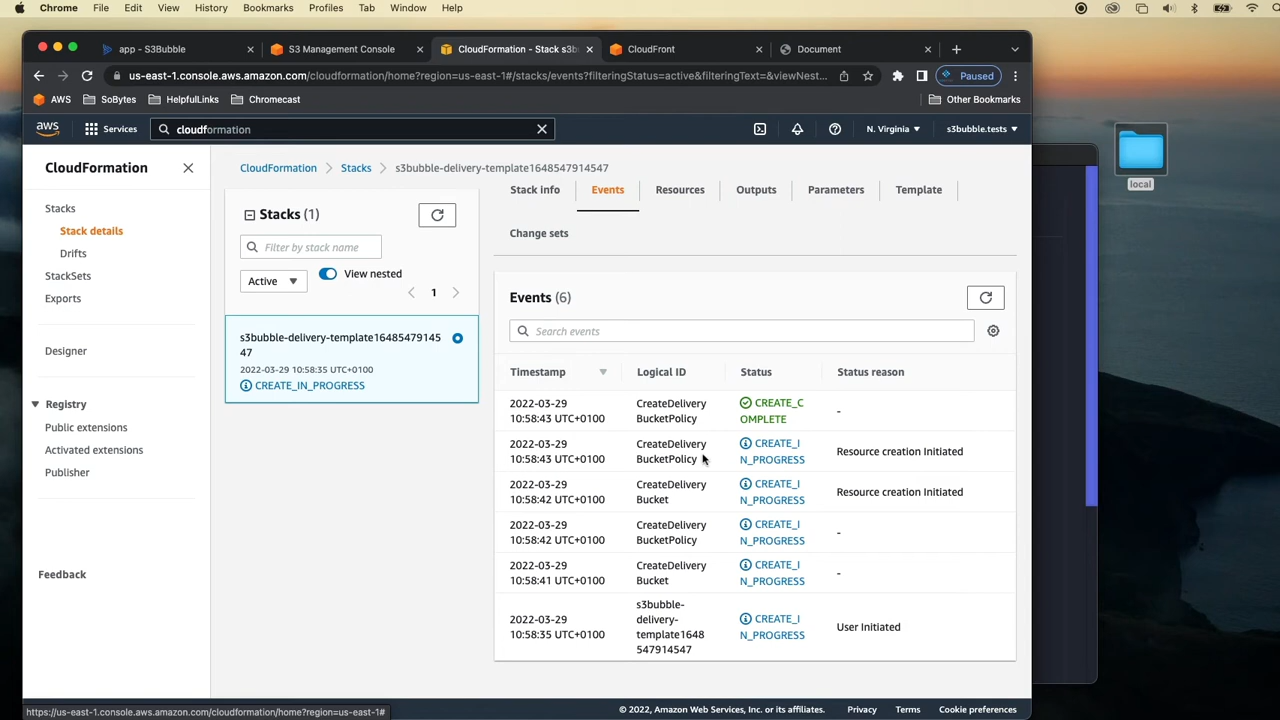 Chrome File Edit View History Bookmarks Profiles Tab Window Help
app - S3Bubble S3 Management Console CloudFormation - Stack s3b CloudFront Document
us-east-1.console.aws.amazon.com/cloudformation/home?region=us-east-1#/stacks/events?filteringStatus=active&filteringText=&viewNest... Paused
AWS SoBytes HelpfulLinks Chromecast Other Bookmarks
aws Services cloudformation N. Virginia s3bubble.tests
CloudFormation
Stacks
Stack details
Drifts
StackSets
Exports
Designer
Registry
Public extensions
Activated extensions
Publisher
Feedback
CloudFormation Stacks s3bubble-delivery-template1648547914547
Stacks (1)
Filter by stack name
Active View nested
1
s3bubble-delivery-template16485479145
47
2022-03-29 10:58:35 UTC+0100
CREATE_IN_PROGRESS
Stack info Events Resources Outputs Parameters Template
Change sets
Events (6)
Search events
Timestamp Logical ID Status Status reason
2022-03-29 CreateDelivery CREATE_C
10:58:43 UTC+0100 BucketPolicy OMPLETE -
2022-03-29 CreateDelivery CREATE_I
10:58:43 UTC+0100 BucketPolicy N_PROGRESS Resource creation Initiated
2022-03-29 CreateDelivery CREATE_I
10:58:42 UTC+0100 Bucket N_PROGRESS Resource creation Initiated
2022-03-29 CreateDelivery CREATE_I
10:58:42 UTC+0100 BucketPolicy N_PROGRESS -
2022-03-29 CreateDelivery CREATE_I
10:58:41 UTC+0100 Bucket N_PROGRESS -
s3bubble-
2022-03-29 delivery- CREATE_I
10:58:35 UTC+0100 template1648 N_PROGRESS User Initiated
547914547
https://us-east-1.console.aws.amazon.com/cloudformation/home?region=us-east-1#
© 2022, Amazon Web Services, Inc. or its affiliates. Privacy Terms Cookie preferences
local